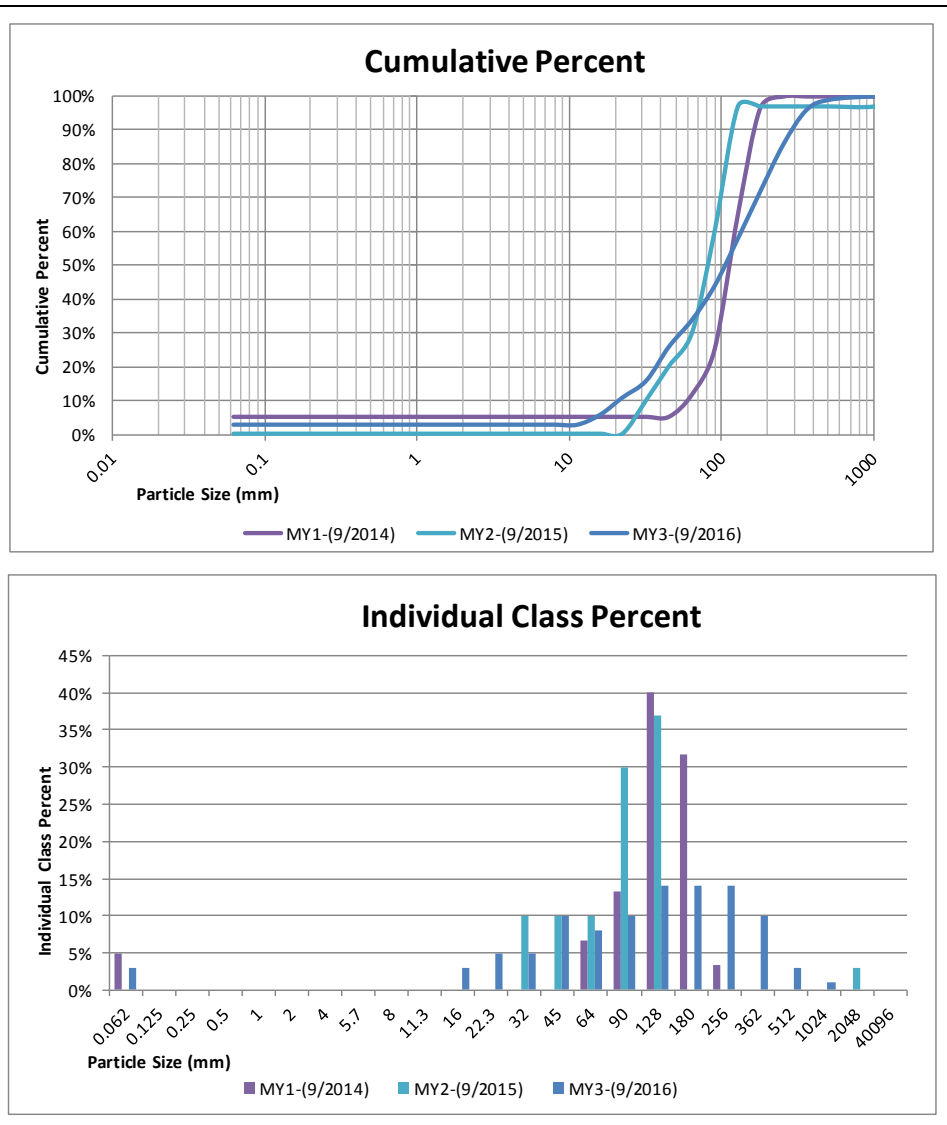 Cumulative Percent
100%
90%
80%
70%
60%
50%
40%
30%
20%
10%
0%
Cumulative Percent
0.01 0.1 1 10 100 1000
Particle Size (mm)
MY1-(9/2014) MY2-(9/2015) MY3-(9/2016)
Individual Class Percent
45%
40%
35%
30%
25%
20%
15%
10%
5%
0%
Individual Class Percent
0.062 0.125 0.25 0.5 1 2 4 5.7 8 11.3 16 22.3 32 45 64 90 128 180 256 362 512 1024 2048 40096
Particle Size (mm)
MY1-(9/2014) MY2-(9/2015) MY3-(9/2016)